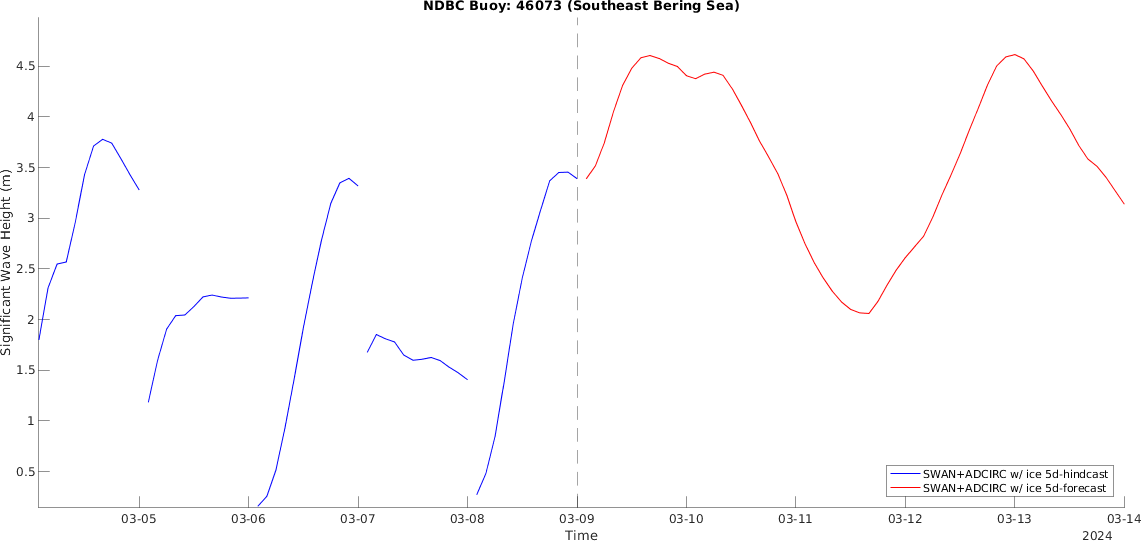 NDBC Buoy: 46073 (Southeast Bering Sea)
Significant Wave Height (m)
4.5
4
3.5
3
2.5
2
1.5
1
0.5
SWAN+ADCIRC w/ ice 5d-hindcast
SWAN+ADCIRC w/ ice 5d-forecast
03-05 03-06 03-07 03-08 03-09 03-10 03-11 03-12 03-13 03-14
Time
2024